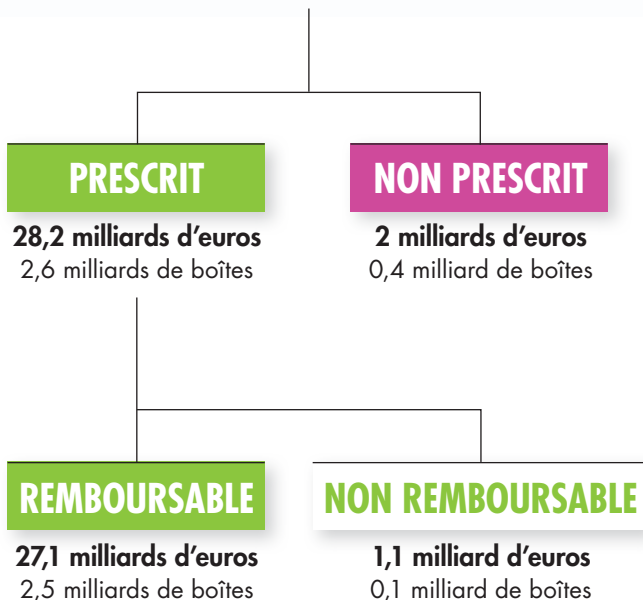 PRESCRIT
28,2 milliards d’euros
2,6 milliards de boîtes
NON PRESCRIT
2 milliards d’euros
0,4 milliard de boîtes
REMBOURSABLE
27,1 milliards d’euros
2,5 milliards de boîtes
NON REMBOURSABLE
1,1 milliard d’euros
0,1 milliard de boîtes